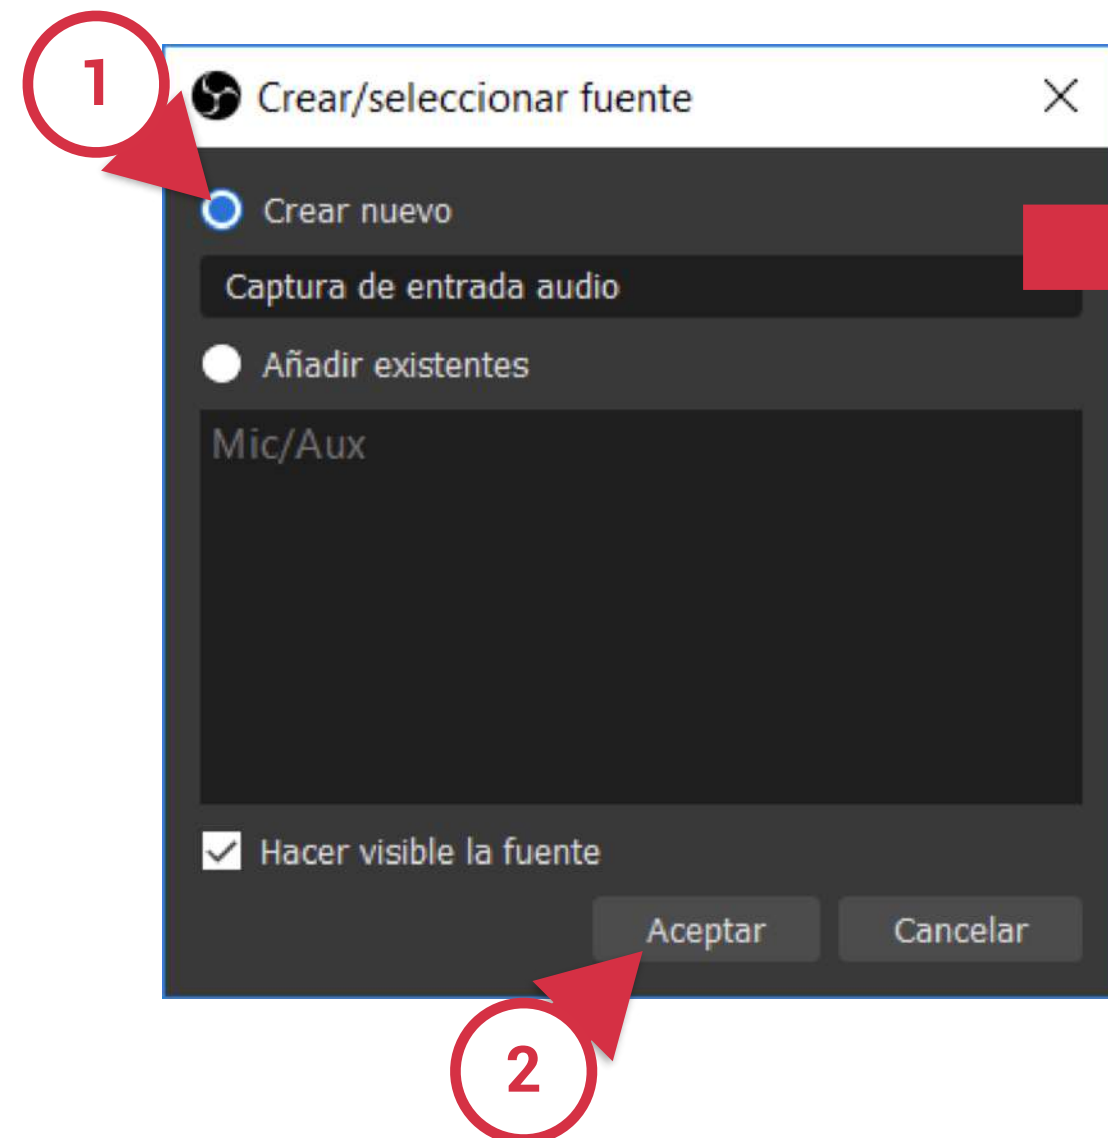 1
Crear/seleccionar fuente
Crear nuevo
Captura de entrada audio
Añadir existentes
Mic/Aux
Hacer visible la fuente
Aceptar Cancelar
2